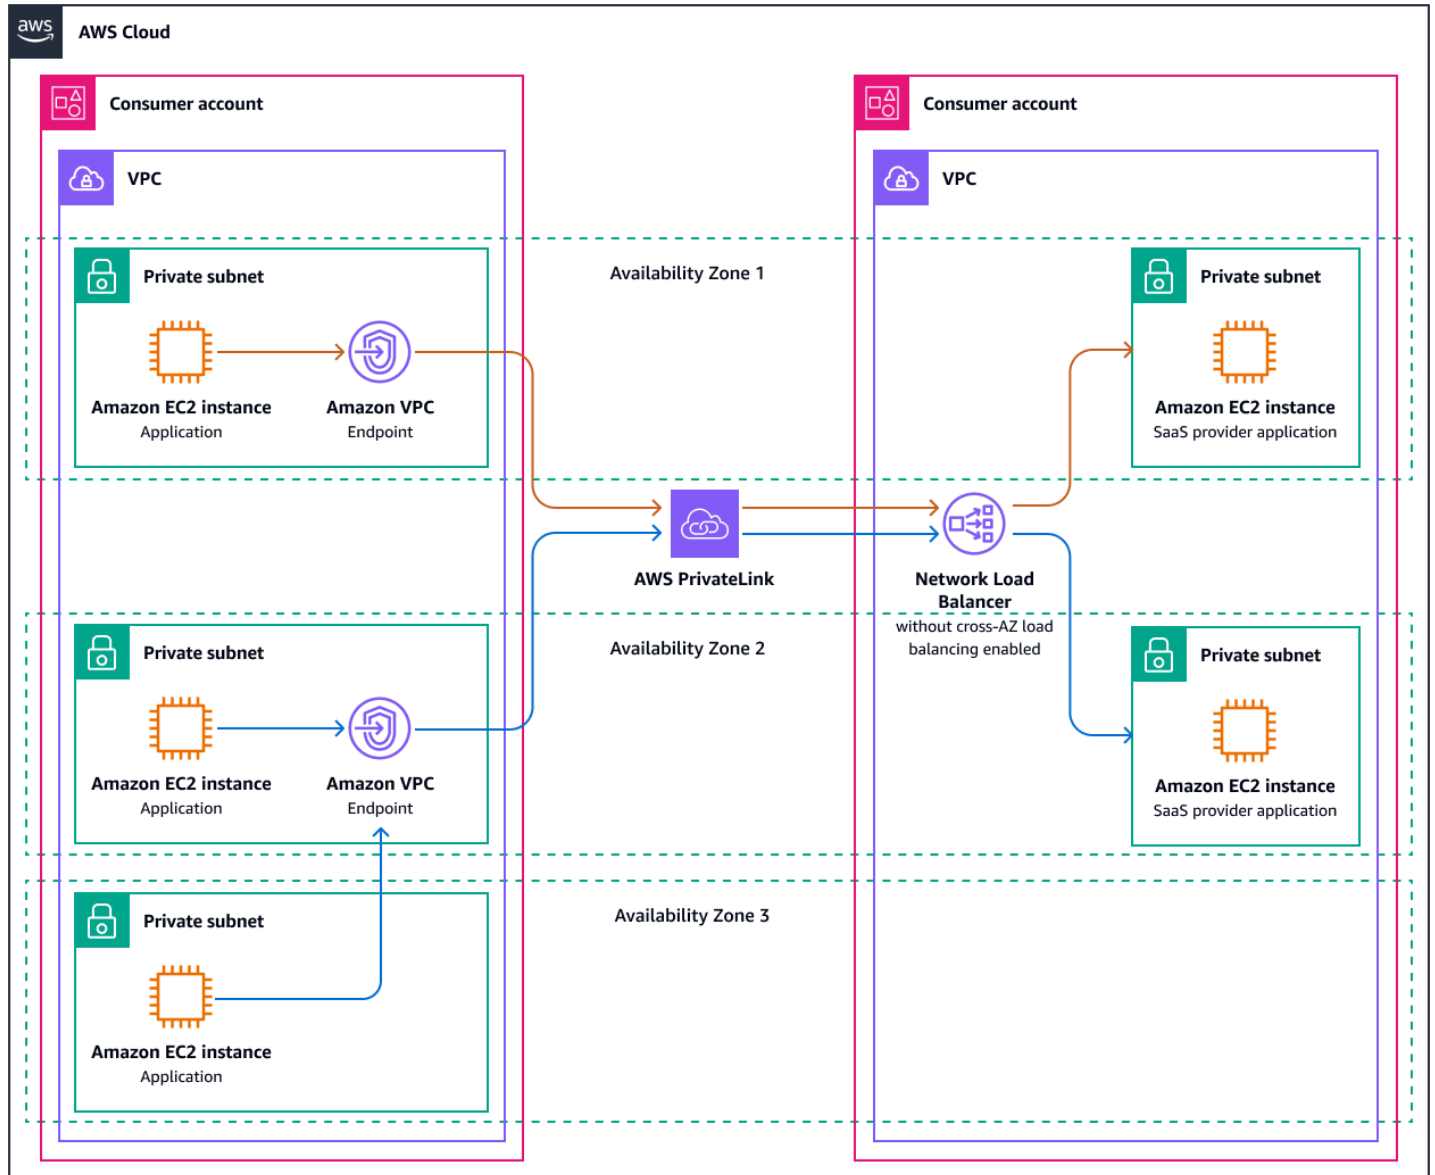 aws
AWS Cloud
Consumer account
VPC
Consumer account
VPC
Availability Zone 1
Private subnet
Amazon EC2 instance
Application
Amazon VPC
Endpoint
Private subnet
Amazon EC2 instance
SaaS provider application
AWS PrivateLink
Network Load
Balancer
without cross-AZ load
balancing enabled
Availability Zone 2
Private subnet
Amazon EC2 instance
Application
Amazon VPC
Endpoint
Private subnet
Amazon EC2 instance
SaaS provider application
Availability Zone 3
Private subnet
Amazon EC2 instance
Application